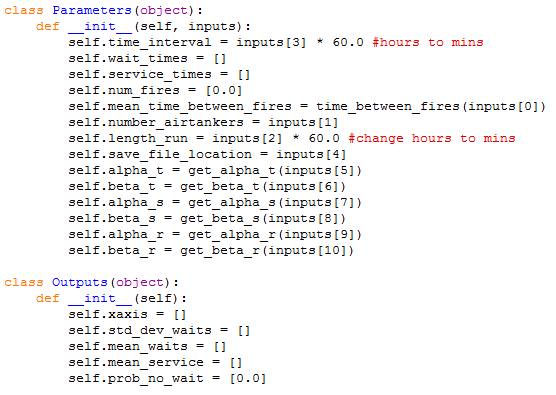 class Parameters(object):
    def __init__(self, inputs):
        self.time_interval = inputs[3] * 60.0 #hours to mins
        self.wait_times = []
        self.service_times = []
        self.num_fires = [0.0]
        self.mean_time_between_fires = time_between_fires(inputs[0])
        self.number_airtankers = inputs[1]
        self.length_run = inputs[2] * 60.0 #change hours to mins
        self.save_file_location = inputs[4]
        self.alpha_t = get_alpha_t(inputs[5])
        self.beta_t = get_beta_t(inputs[6])
        self.alpha_s = get_alpha_s(inputs[7])
        self.beta_s = get_beta_s(inputs[8])
        self.alpha_r = get_alpha_r(inputs[9])
        self.beta_r = get_beta_r(inputs[10])

class Outputs(object):
    def __init__(self):
        self.xaxis = []
        self.std_dev_waits = []
        self.mean_waits = []
        self.mean_service = []
        self.prob_no_wait = [0.0]